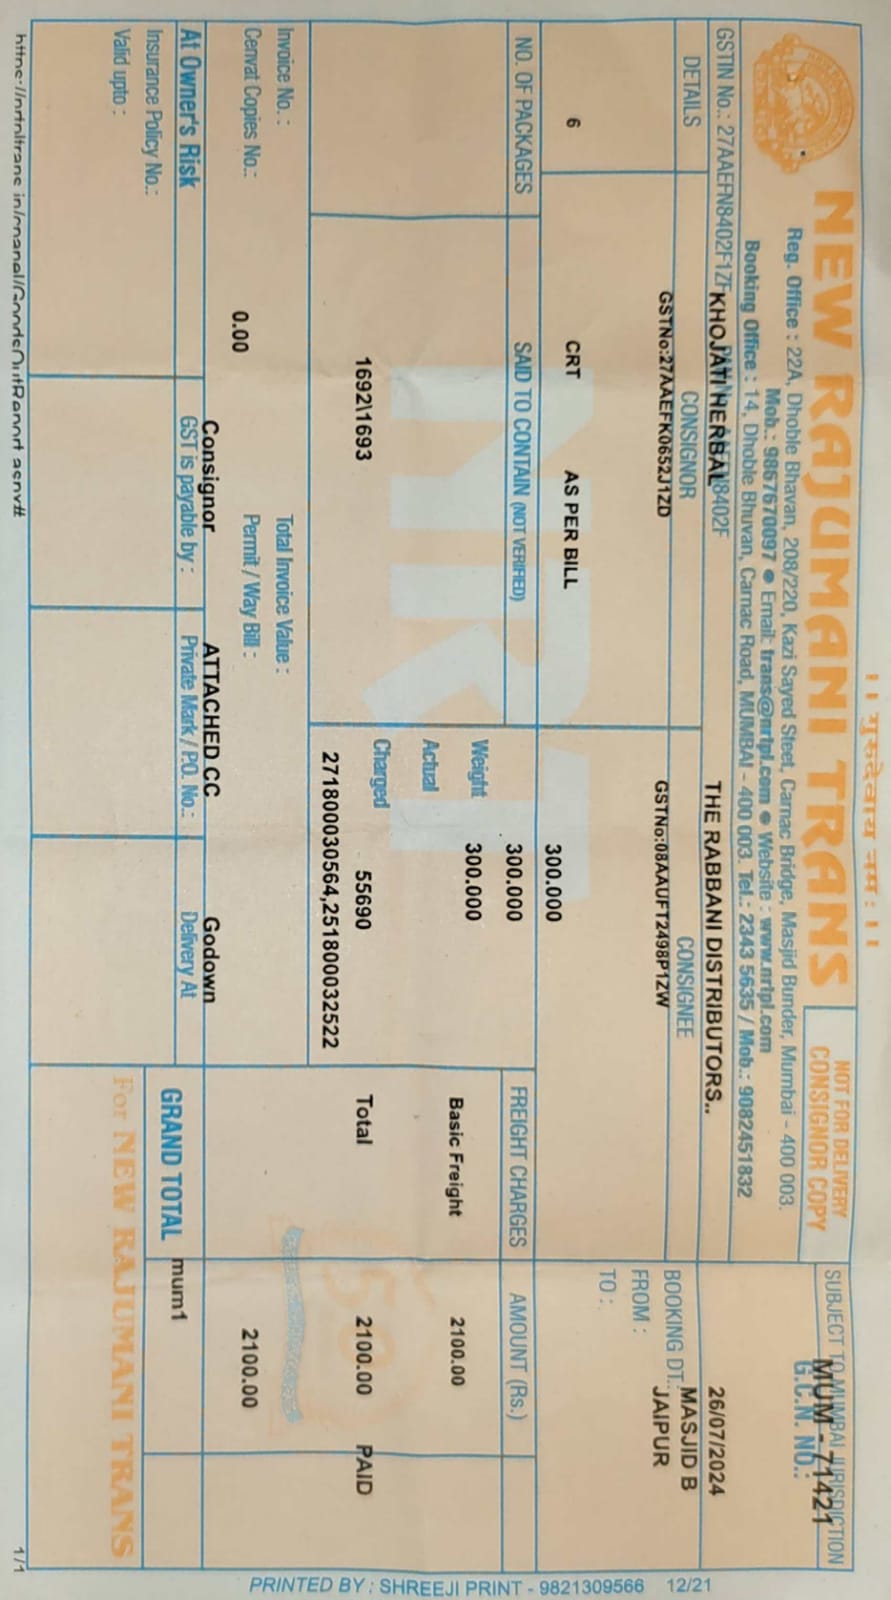 ।। गुरुदेवाय नमः ।।
NEW RAJUMANI TRANS
NOT FOR DELIVERY
CONSIGNOR COPY
SUBJECT TO MUMBAI JURISDICTION
MUM - 71421
G.C.N. NO.:
Reg. Office : 22A, Dhoble Bhavan, 208/220, Kazi Sayed Steet, Carnac Bridge, Masjid Bunder, Mumbai - 400 003.
Mob.: 9867670097 ● Email: trans@nrtpl.com ● Website : www.nrtpl.com
Booking Office : 14, Dhoble Bhuvan, Carnac Road, MUMBAI - 400 003. Tel.: 2343 5635 / Mob.: 9082451832
GSTIN No.: 27AAEFN8402F1ZF
KHOJATI HERBAL
THE RABBANI DISTRIBUTORS..
26/07/2024
DETAILS
CONSIGNOR
CONSIGNEE
BOOKING DT.:
MASJID B
GSTNo:27AAEFK0652J1ZD
GSTNo:08AAUFT2498P1ZW
FROM :
JAIPUR
TO :
6
CRT
AS PER BILL
300.000
NO. OF PACKAGES
SAID TO CONTAIN (NOT VERIFIED)
300.000
FREIGHT CHARGES
AMOUNT (Rs.)
Weight
300.000
Basic Freight
2100.00
Actual
NRT
1692\1693
Charged
55690
Total
2100.00
PAID
50
271800030564,251800032522
Invoice No. :
Total Invoice Value :
Cenvat Copies No.:
0.00
Permit / Way Bill :
2100.00
Consignor
ATTACHED CC
Godown
At Owner's Risk
GST is payable by :
Private Mark / P.O. No.:
Delivery At
GRAND TOTAL
mum1
Insurance Policy No.:
Valid upto :
For NEW RAJUMANI TRANS
1/1
PRINTED BY : SHREEJI PRINT - 9821309566 12/21